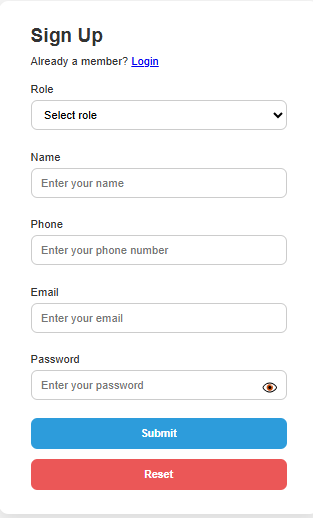 Sign Up
Already a member? Login
Role
Select role
Name
Enter your name
Phone
Enter your phone number
Email
Enter your email
Password
Enter your password
Submit
Reset